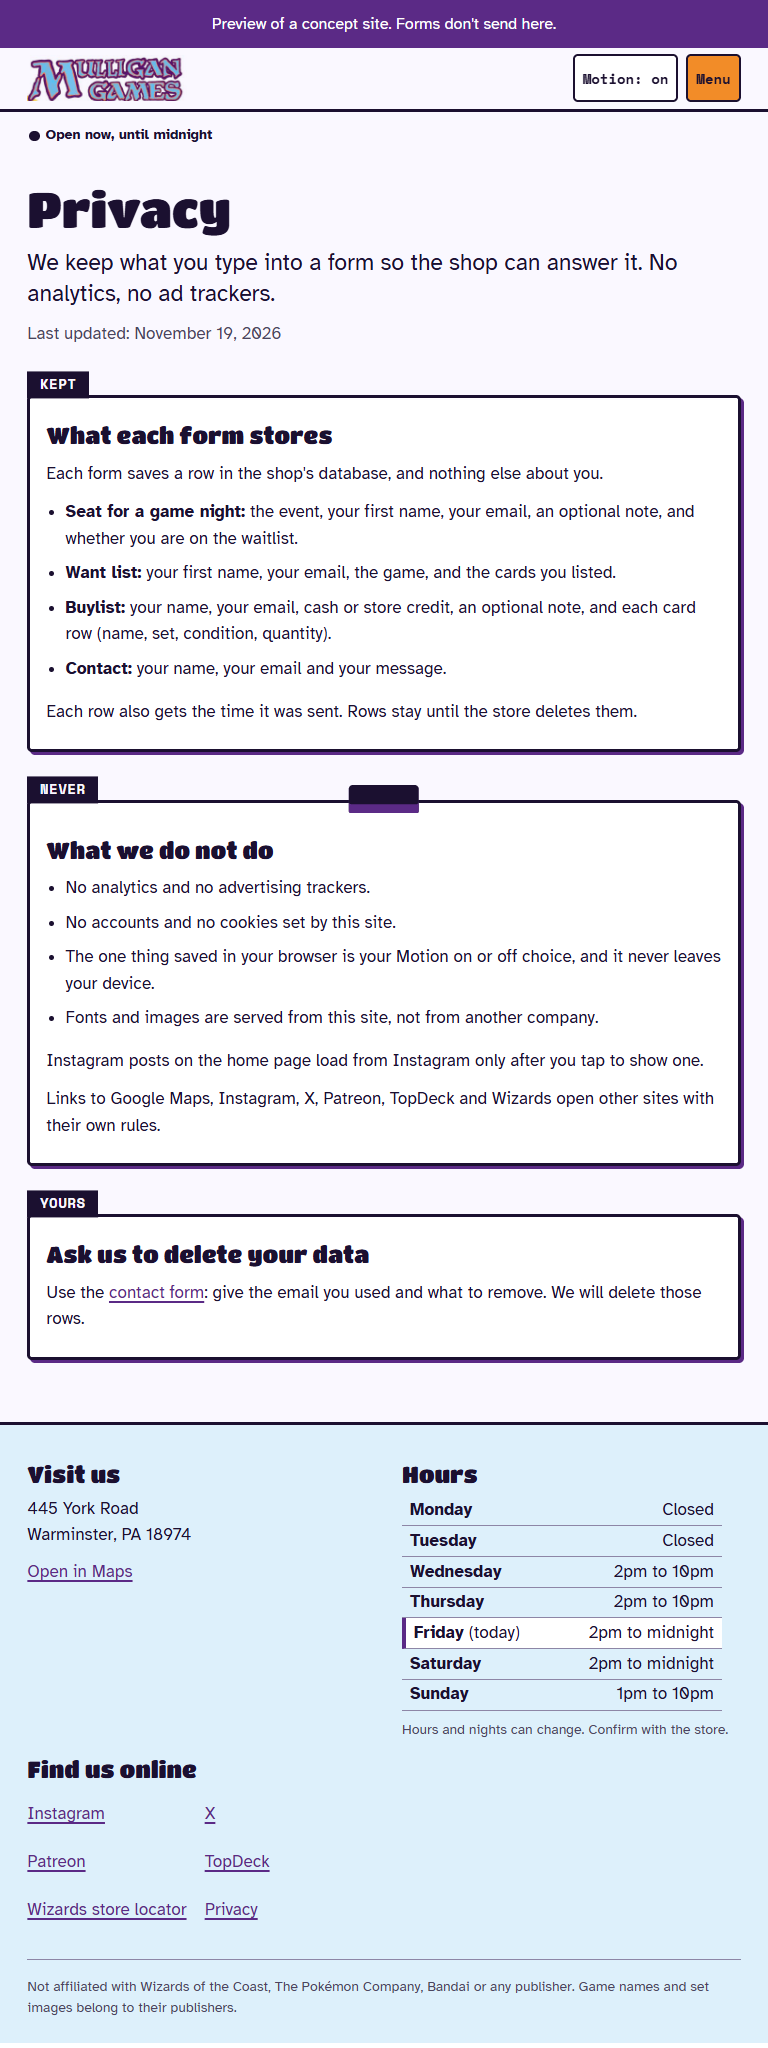 Preview of a concept site. Forms don't send here.
MULLIGAN
GAMES
Motion: on
Menu
Open now, until midnight
Privacy
We keep what you type into a form so the shop can answer it. No
analytics, no ad trackers.
Last updated: November 19, 2026
KEPT
What each form stores
Each form saves a row in the shop's database, and nothing else about you.
• Seat for a game night: the event, your first name, your email, an optional note, and
whether you are on the waitlist.
• Want list: your first name, your email, the game, and the cards you listed.
• Buylist: your name, your email, cash or store credit, an optional note, and each card
row (name, set, condition, quantity).
• Contact: your name, your email and your message.
Each row also gets the time it was sent. Rows stay until the store deletes them.
NEVER
What we do not do
• No analytics and no advertising trackers.
• No accounts and no cookies set by this site.
• The one thing saved in your browser is your Motion on or off choice, and it never leaves
your device.
• Fonts and images are served from this site, not from another company.
Instagram posts on the home page load from Instagram only after you tap to show one.
Links to Google Maps, Instagram, X, Patreon, TopDeck and Wizards open other sites with
their own rules.
YOURS
Ask us to delete your data
Use the contact form: give the email you used and what to remove. We will delete those
rows.
Visit us
445 York Road
Warminster, PA 18974
Open in Maps
Hours
Monday Closed
Tuesday Closed
Wednesday 2pm to 10pm
Thursday 2pm to 10pm
Friday (today) 2pm to midnight
Saturday 2pm to midnight
Sunday 1pm to 10pm
Hours and nights can change. Confirm with the store.
Find us online
Instagram X
Patreon TopDeck
Wizards store locator Privacy
Not affiliated with Wizards of the Coast, The Pokémon Company, Bandai or any publisher. Game names and set
images belong to their publishers.